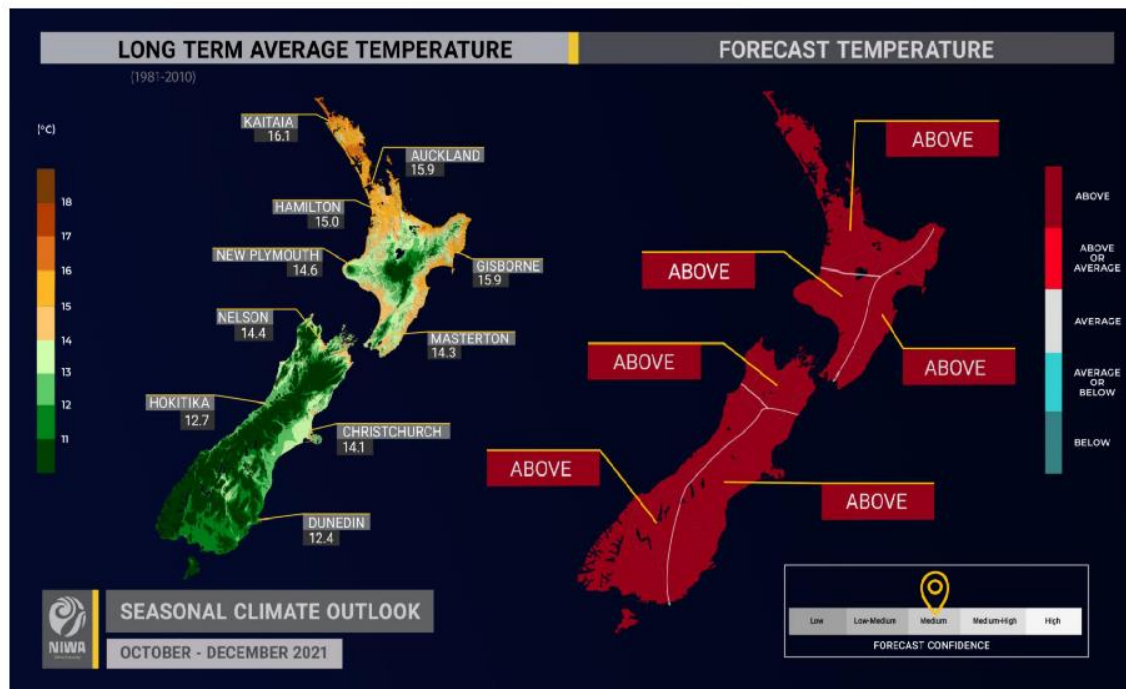 LONG TERM AVERAGE TEMPERATURE
(1981-2010)
(°C)
18
17
16
15
14
13
12
11
KAITAIA
16.1
AUCKLAND
15.9
HAMILTON
15.0
NEW PLYMOUTH
14.6
GISBORNE
15.9
NELSON
14.4
MASTERTON
14.3
HOKITIKA
12.7
CHRISTCHURCH
14.1
DUNEDIN
12.4
NIWA
SEASONAL CLIMATE OUTLOOK
OCTOBER - DECEMBER 2021
FORECAST TEMPERATURE
ABOVE
ABOVE
ABOVE
ABOVE
ABOVE
ABOVE
ABOVE
ABOVE
OR
AVERAGE
AVERAGE
AVERAGE
OR
BELOW
BELOW
Low
Low-Medium
Medium
Medium-High
High
FORECAST CONFIDENCE